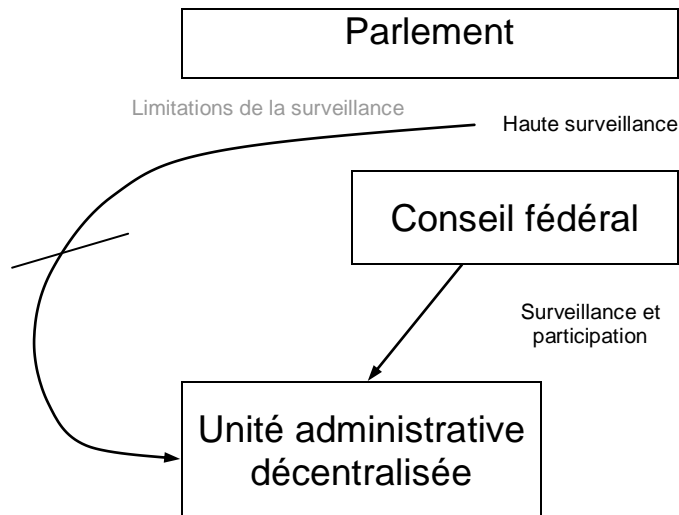 Parlement
Limitations de la surveillance
Haute surveillance
Conseil fédéral
Surveillance et
participation
Unité administrative
décentralisée